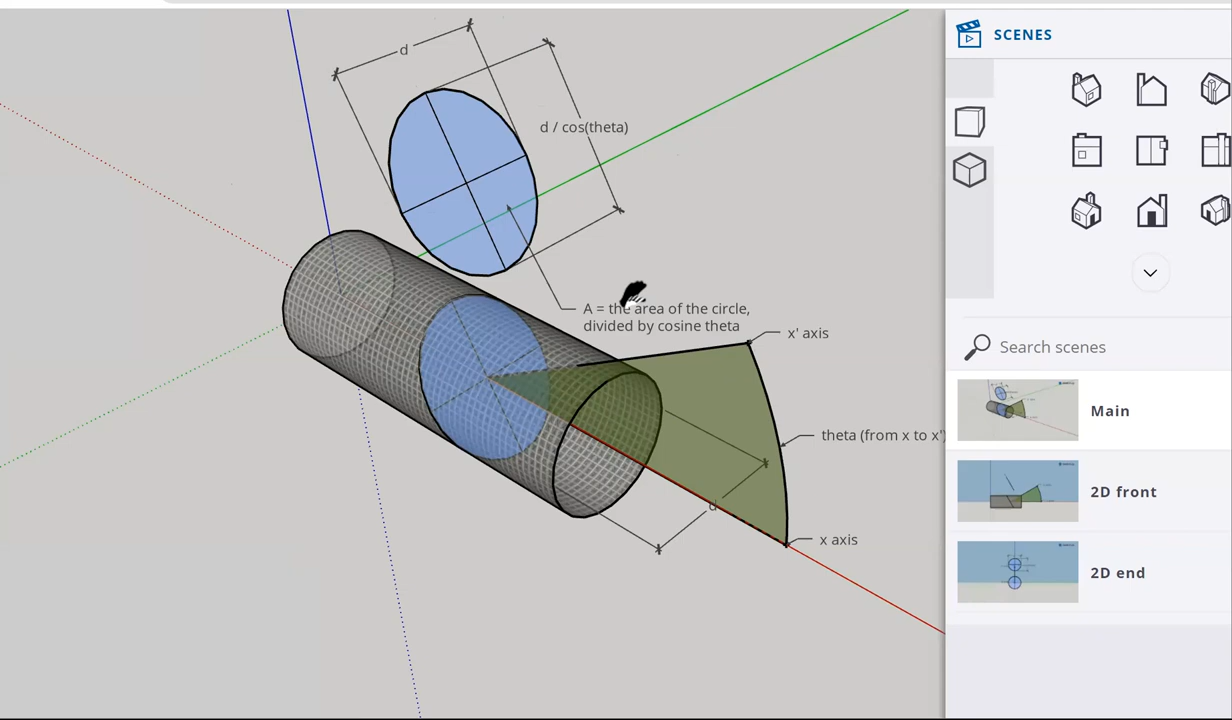 SCENES
d
d / cos(theta)
A = the area of the circle,
divided by cosine theta
x' axis
Search scenes
Main
theta (from x to x')
2D front
d
x axis
2D end